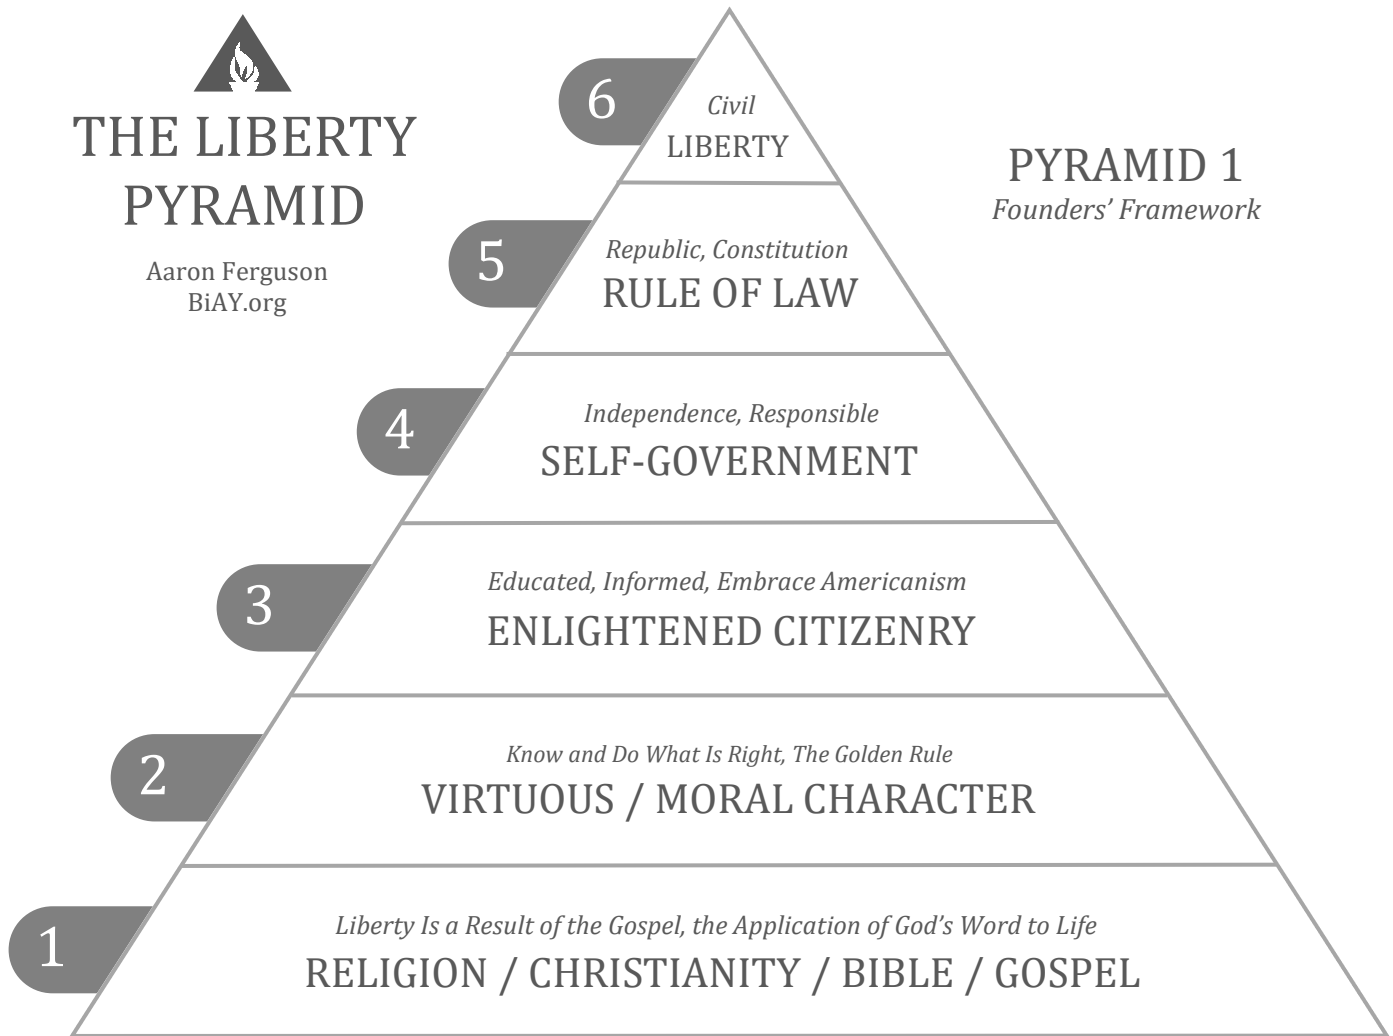 THE LIBERTY
PYRAMID
Aaron Ferguson
BiAY.org
PYRAMID 1
Founders’ Framework
6
Civil
LIBERTY
5
Republic, Constitution
RULE OF LAW
4
Independence, Responsible
SELF-GOVERNMENT
3
Educated, Informed, Embrace Americanism
ENLIGHTENED CITIZENRY
2
Know and Do What Is Right, The Golden Rule
VIRTUOUS / MORAL CHARACTER
1
Liberty Is a Result of the Gospel, the Application of God’s Word to Life
RELIGION / CHRISTIANITY / BIBLE / GOSPEL